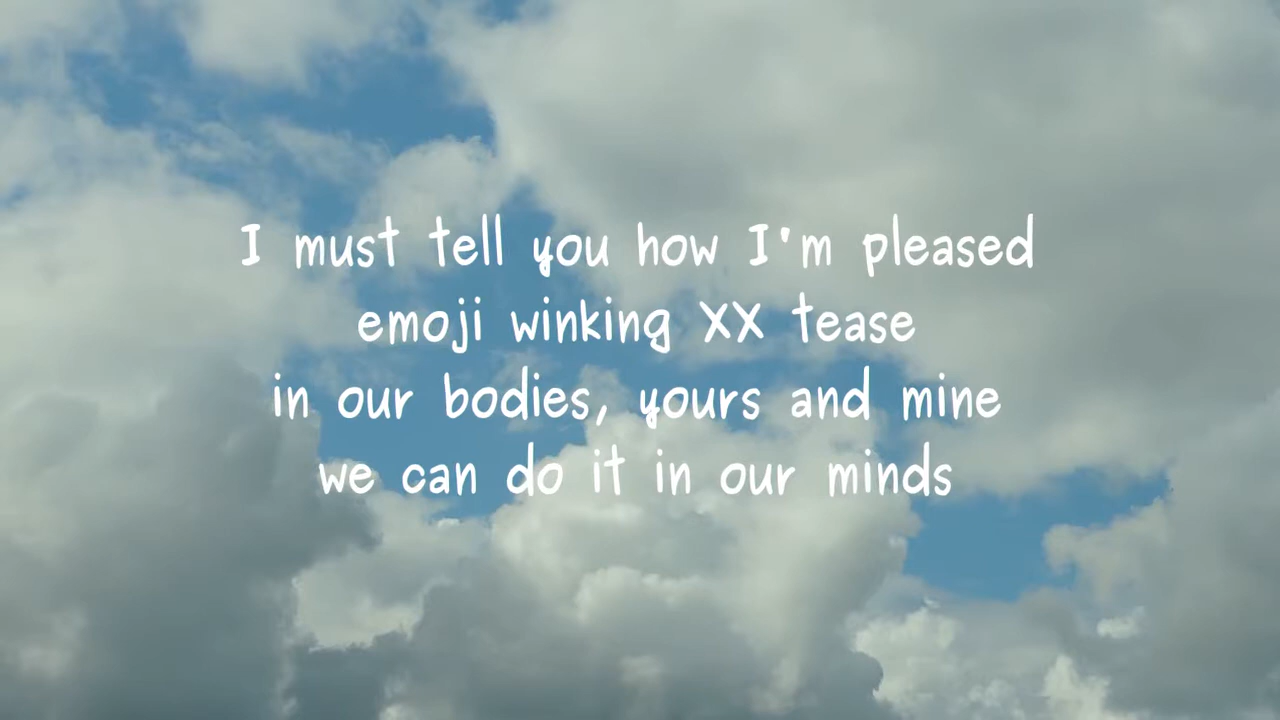 I must tell you how I'm pleased
emoji winking XX tease
in our bodies, yours and mine
we can do it in our minds